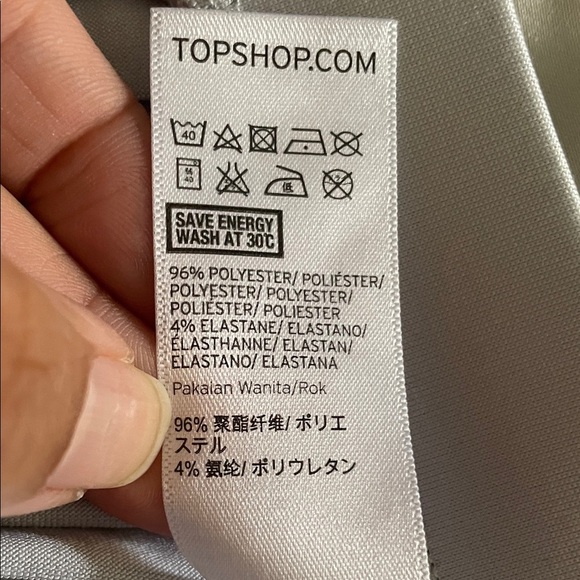 TOPSHOP.COM
40
低
SAVE ENERGY
WASH AT 30°C
96% POLYESTER/ POLIÉSTER/
POLYESTER/ POLYESTER/
POLIESTER/ POLIESTER
4% ELASTANE/ ELASTANO/
ÉLASTHANNE/ ELASTAN/
ELASTANO/ ELASTANA
Pakaian Wanita/Rok
96% 聚酯纤维/ ポリエ
ステル
4% 氨纶/ ポリウレタン